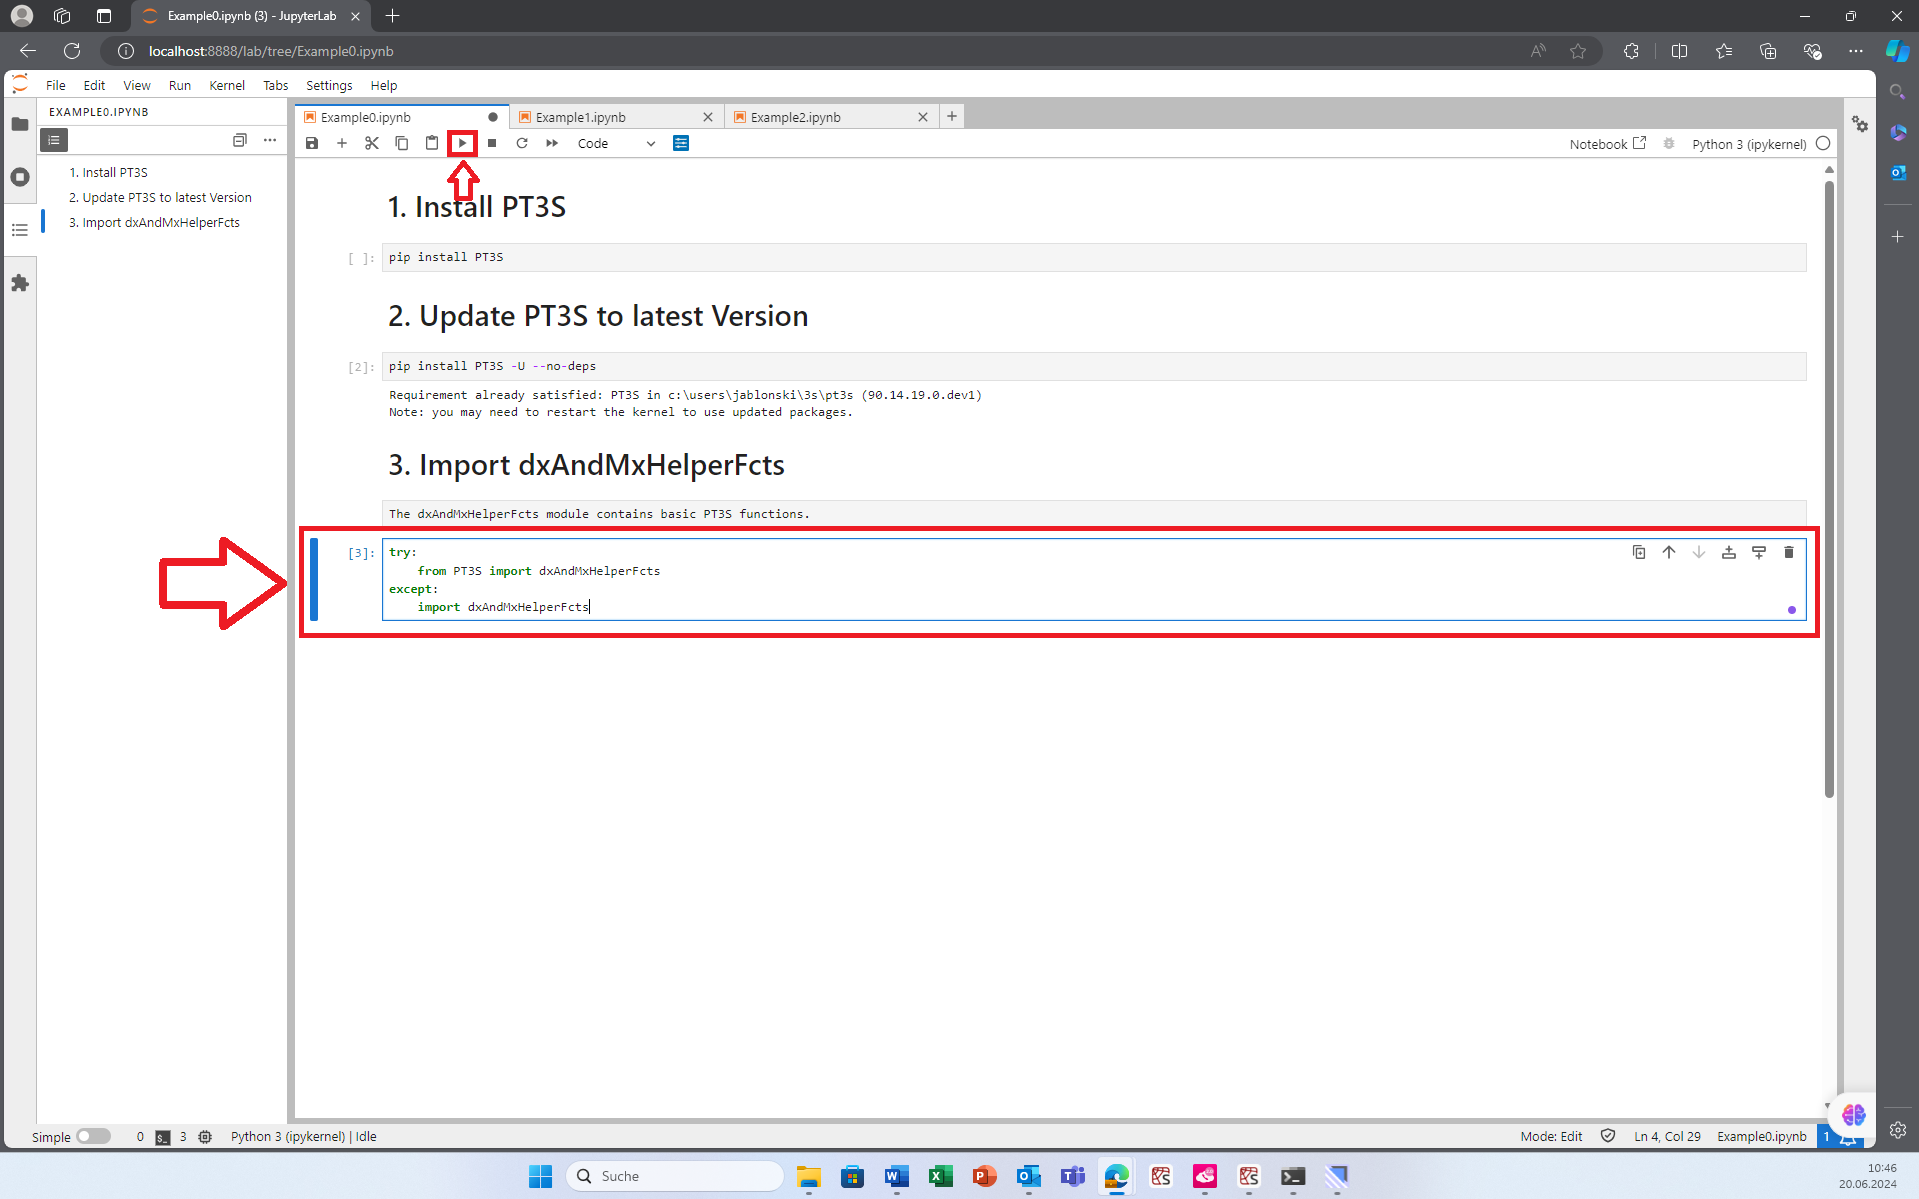 Example0.ipynb (3) - JupyterLab
localhost:8888/lab/tree/Example0.ipynb
File Edit View Run Kernel Tabs Settings Help
EXAMPLE0.IPYNB
1. Install PT3S
2. Update PT3S to latest Version
3. Import dxAndMxHelperFcts
Example0.ipynb
Example1.ipynb
Example2.ipynb
Code
Notebook
Python 3 (ipykernel)
1. Install PT3S
[ ]:
pip install PT3S
2. Update PT3S to latest Version
[2]:
pip install PT3S -U --no-deps
Requirement already satisfied: PT3S in c:\users\jablonski\3s\pt3s (90.14.19.0.dev1)
Note: you may need to restart the kernel to use updated packages.
3. Import dxAndMxHelperFcts
The dxAndMxHelperFcts module contains basic PT3S functions.
[3]:
try:
    from PT3S import dxAndMxHelperFcts
except:
    import dxAndMxHelperFcts
Simple
0
3
Python 3 (ipykernel) | Idle
Mode: Edit
Ln 4, Col 29
Example0.ipynb
1
Suche
10:46
20.06.2024